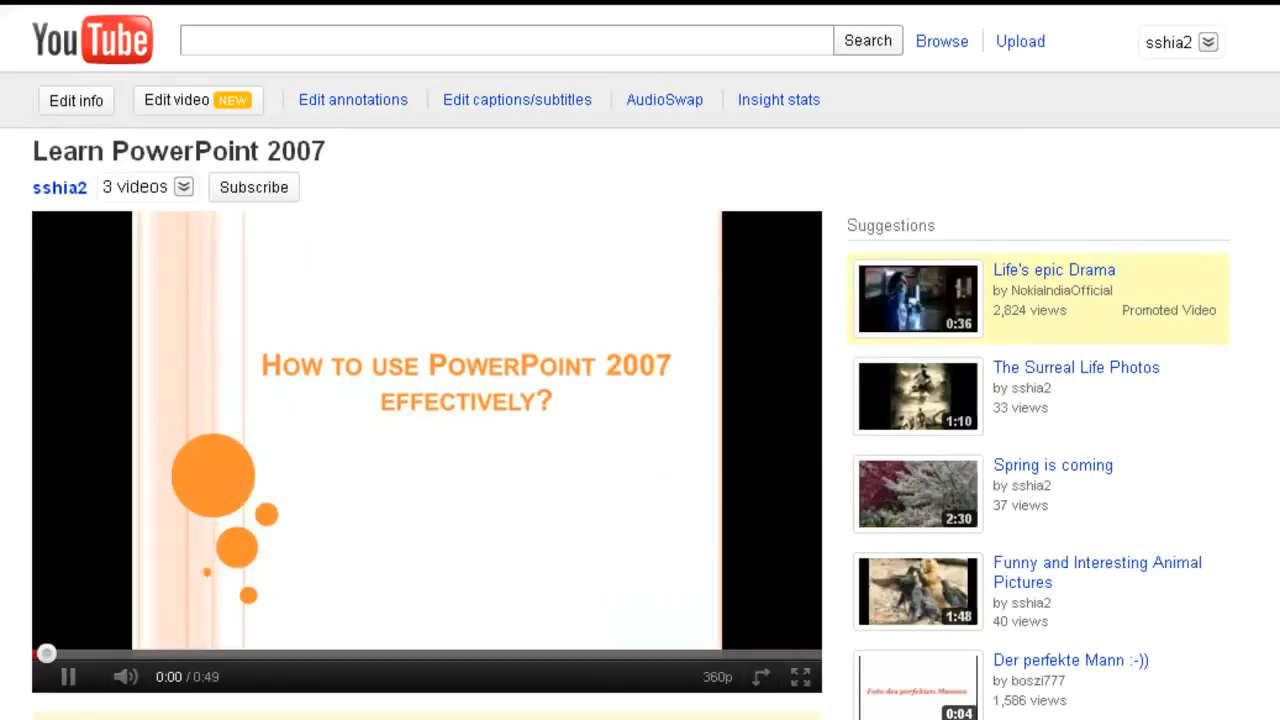 YouTube
Search
Browse
Upload
sshia2
Edit info
Edit video NEW
Edit annotations
Edit captions/subtitles
AudioSwap
Insight stats
Learn PowerPoint 2007
sshia2 3 videos
Subscribe
HOW TO USE POWERPOINT 2007
EFFECTIVELY?
0:00 / 0:49
360p
Suggestions
0:36
Life's epic Drama
by NokiaIndiaOfficial
2,824 views
Promoted Video
1:10
The Surreal Life Photos
by sshia2
33 views
2:30
Spring is coming
by sshia2
37 views
1:48
Funny and Interesting Animal
Pictures
by sshia2
40 views
Foto des perfekten Mannes
0:04
Der perfekte Mann :-))
by boszi777
1,586 views